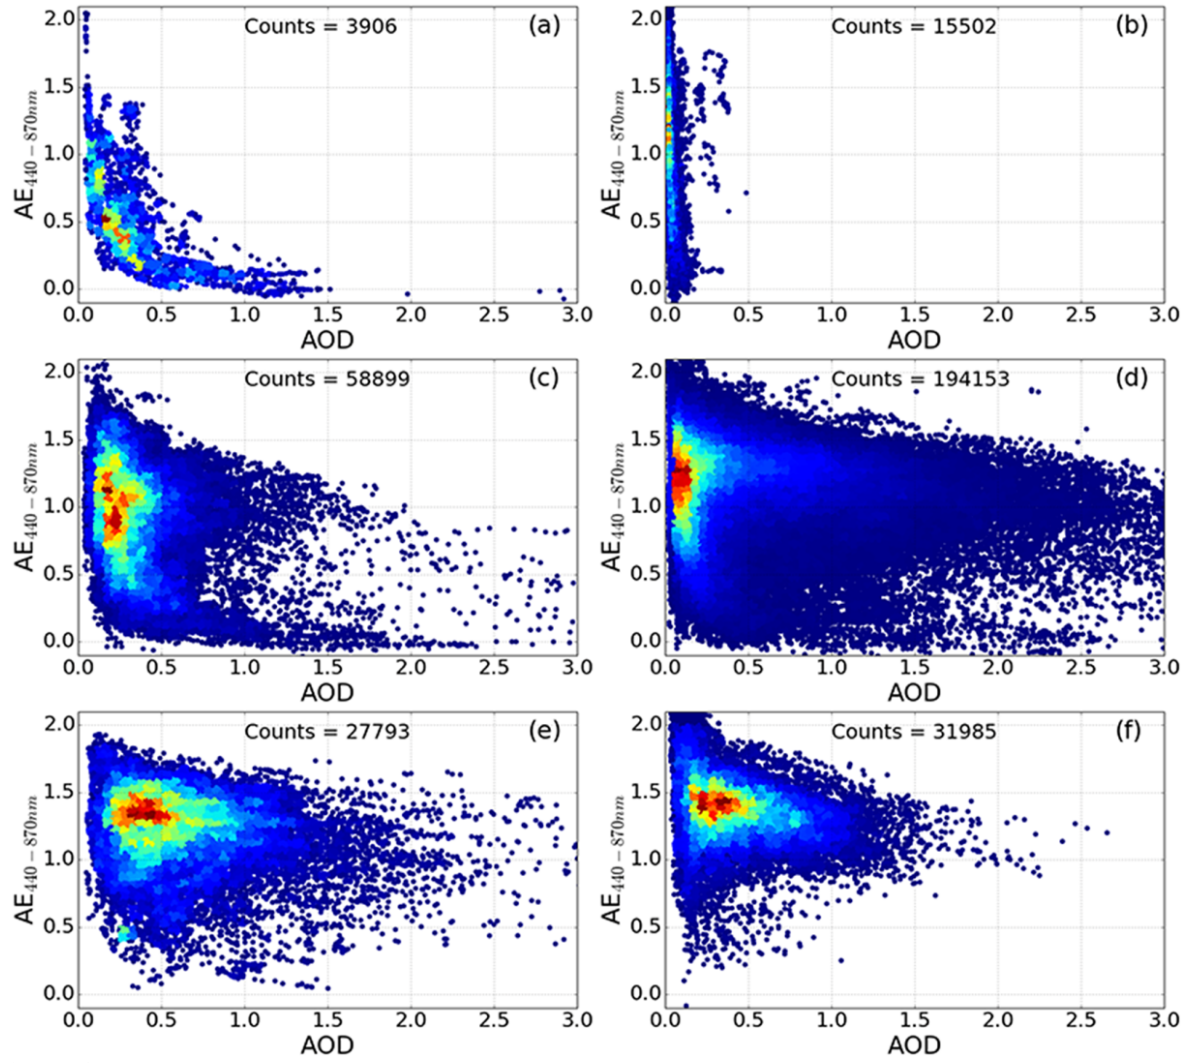 Counts = 3906
(a)
2.0
1.5
1.0
0.5
0.0
AE440 − 870nm
0.0 0.5 1.0 1.5 2.0 2.5 3.0
AOD
Counts = 15502
(b)
2.0
1.5
1.0
0.5
0.0
AE440 − 870nm
0.0 0.5 1.0 1.5 2.0 2.5 3.0
AOD
Counts = 58899
(c)
2.0
1.5
1.0
0.5
0.0
AE440 − 870nm
0.0 0.5 1.0 1.5 2.0 2.5 3.0
AOD
Counts = 194153
(d)
2.0
1.5
1.0
0.5
0.0
AE440 − 870nm
0.0 0.5 1.0 1.5 2.0 2.5 3.0
AOD
Counts = 27793
(e)
2.0
1.5
1.0
0.5
0.0
AE440 − 870nm
0.0 0.5 1.0 1.5 2.0 2.5 3.0
AOD
Counts = 31985
(f)
2.0
1.5
1.0
0.5
0.0
AE440 − 870nm
0.0 0.5 1.0 1.5 2.0 2.5 3.0
AOD